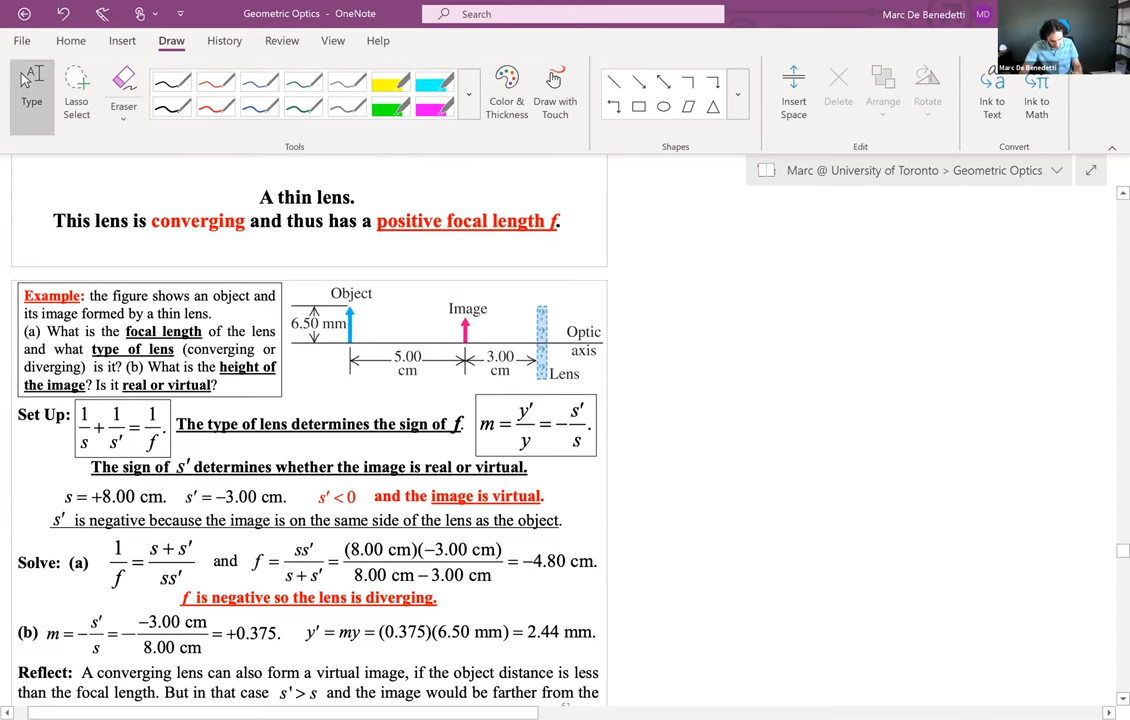 Geometric Optics - OneNote
Search
Marc De Benedetti MD
Marc De Benedetti
File Home Insert Draw History Review View Help
Type
Lasso Select
Eraser
Color & Thickness
Draw with Touch
Insert Space
Delete
Arrange
Rotate
Ink to Text
Ink to Math
Tools Shapes Edit Convert
Marc @ University of Toronto > Geometric Optics
A thin lens.
This lens is converging and thus has a positive focal length f.
Example: the figure shows an object and
its image formed by a thin lens.
(a) What is the focal length of the lens
and what type of lens (converging or
diverging) is it? (b) What is the height of
the image? Is it real or virtual?
Object
Image
6.50 mm
5.00 cm
3.00 cm
Optic axis
Lens
Set Up: 1/s + 1/s′ = 1/f. The type of lens determines the sign of f. m = y′/y = −s′/s.
The sign of s′ determines whether the image is real or virtual.
s = +8.00 cm. s′ = −3.00 cm. s′ < 0 and the image is virtual.
s′ is negative because the image is on the same side of the lens as the object.
Solve: (a) 1/f = s + s′/ss′ and f = ss′/s + s′ = (8.00 cm)(−3.00 cm)/8.00 cm − 3.00 cm = −4.80 cm.
f is negative so the lens is diverging.
(b) m = −s′/s = − −3.00 cm/8.00 cm = +0.375. y′ = my = (0.375)(6.50 mm) = 2.44 mm.
Reflect: A converging lens can also form a virtual image, if the object distance is less
than the focal length. But in that case s'> s and the image would be farther from the